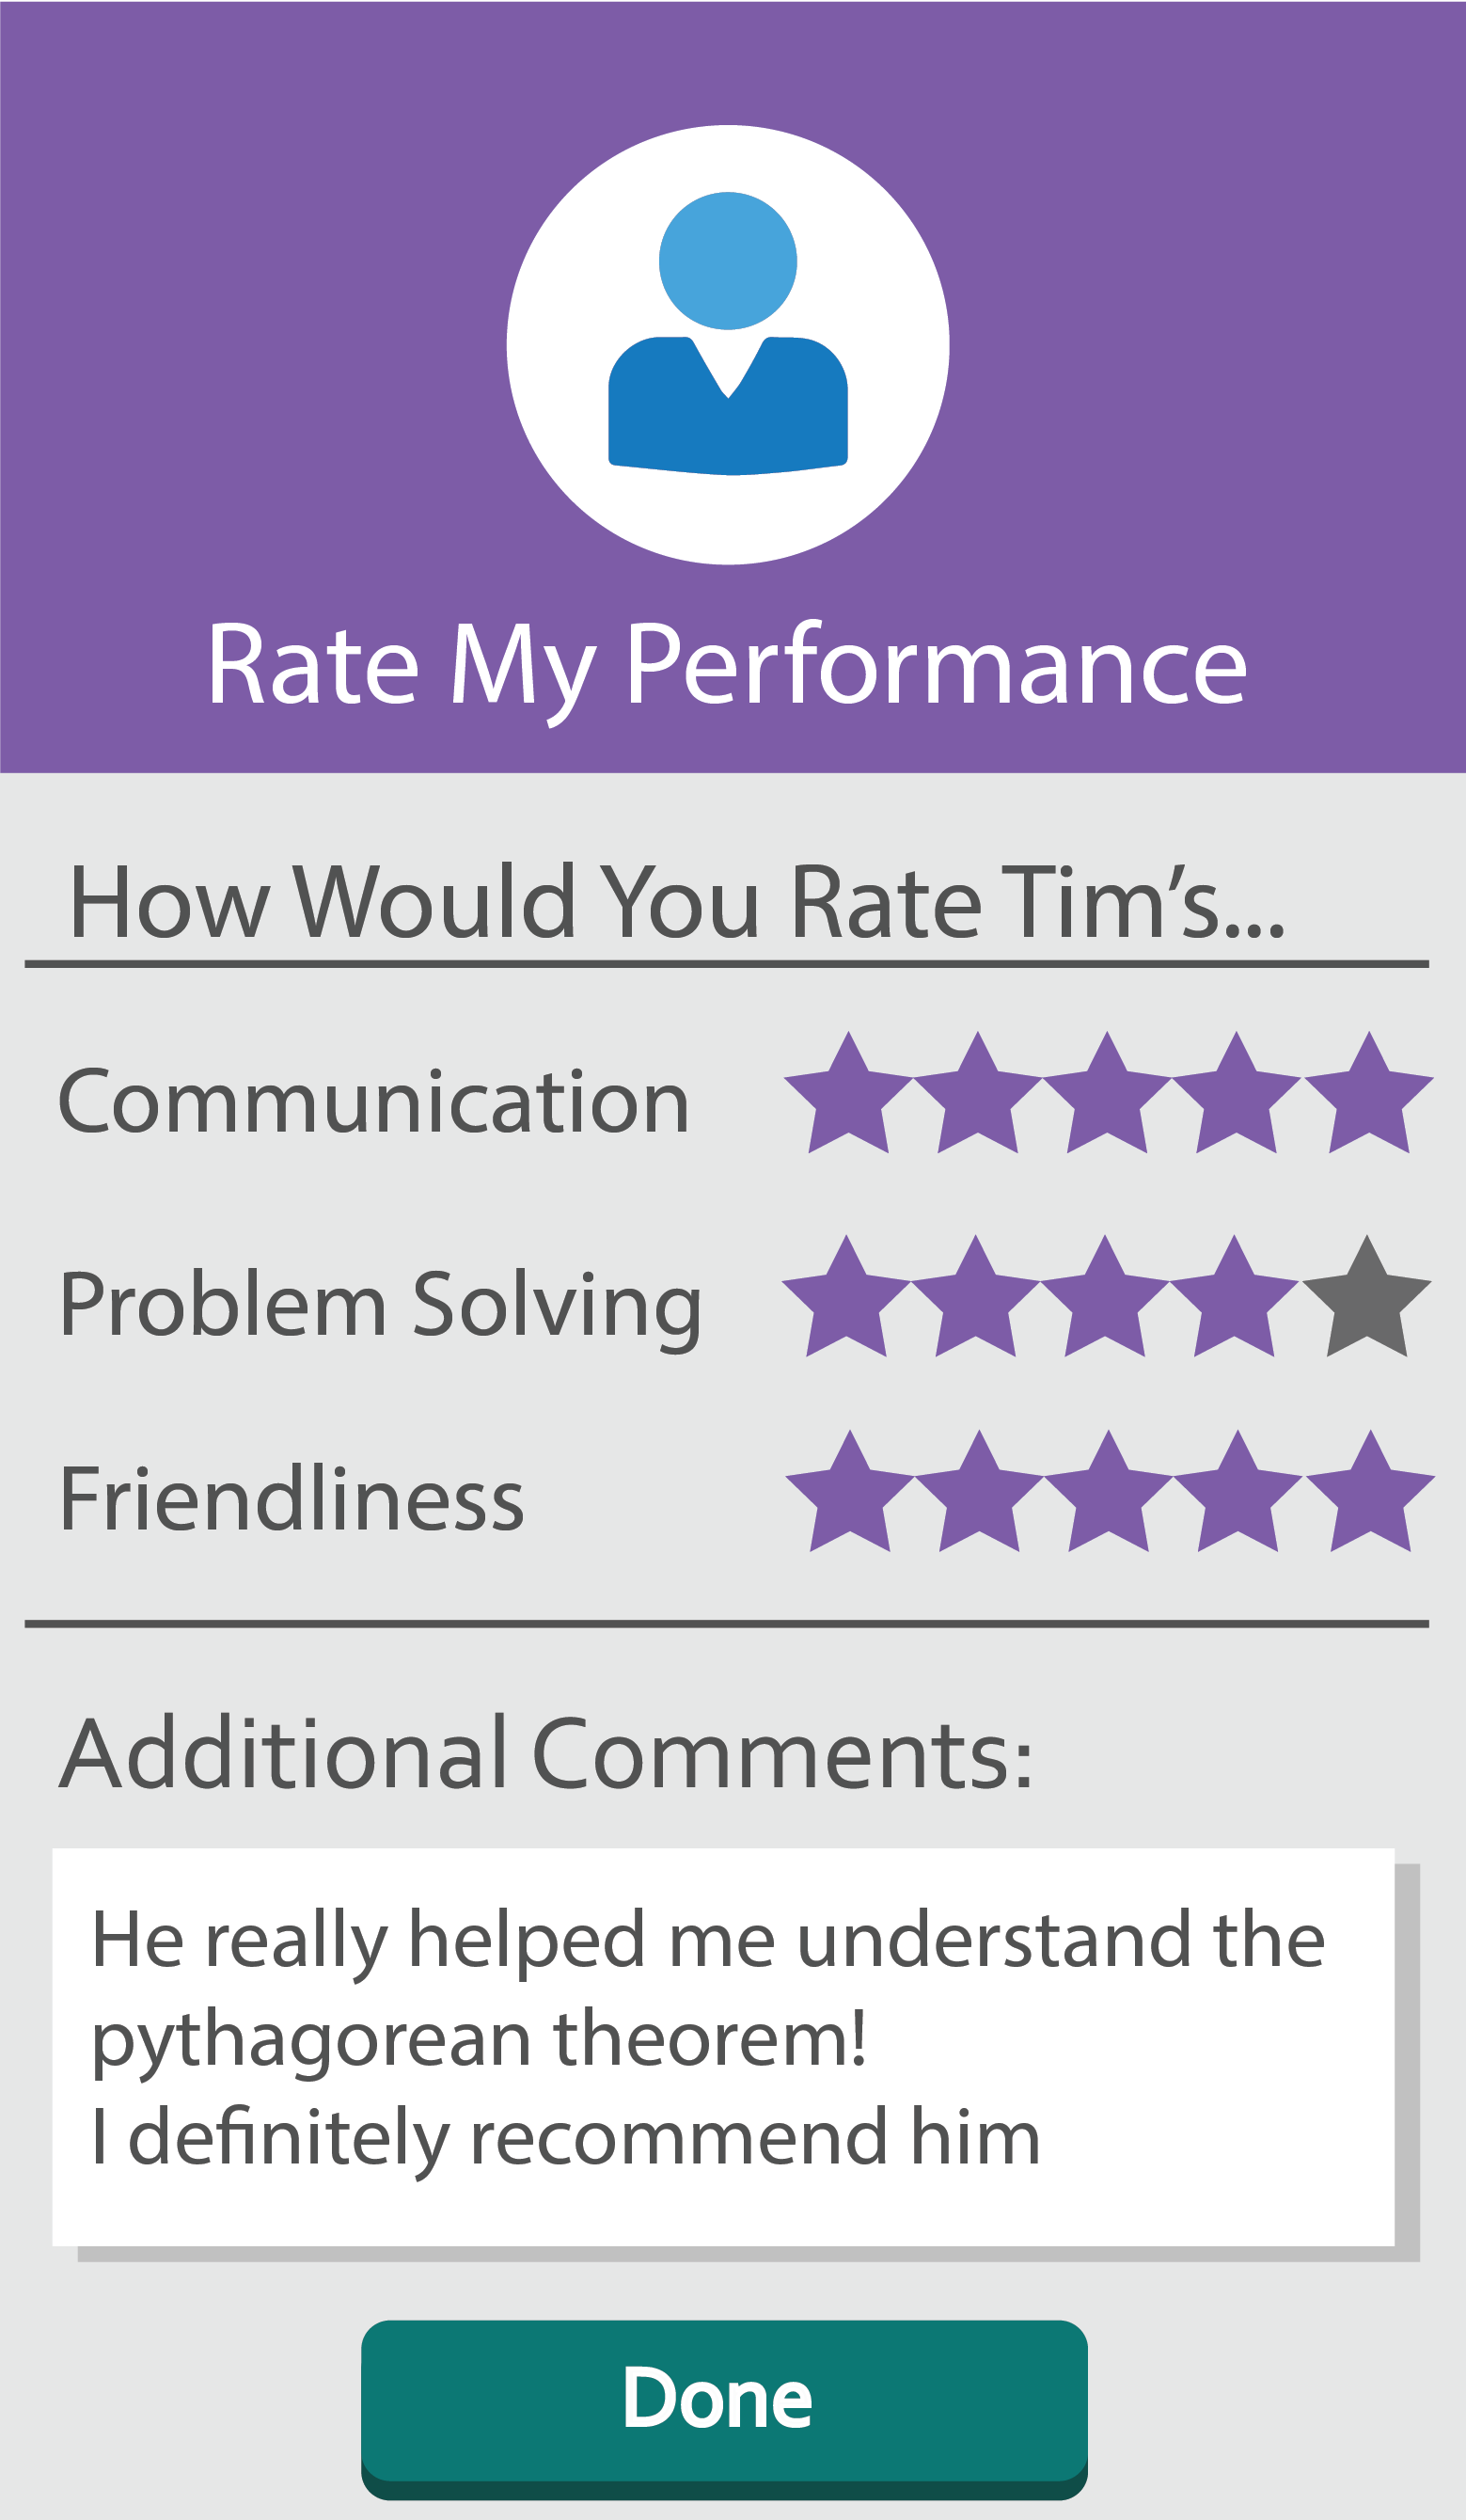 Rate My Performance
How Would You Rate Tim’s...
Communication
Problem Solving
Friendliness
Additional Comments:
He really helped me understand the
pythagorean theorem!
I definitely recommend him
Done